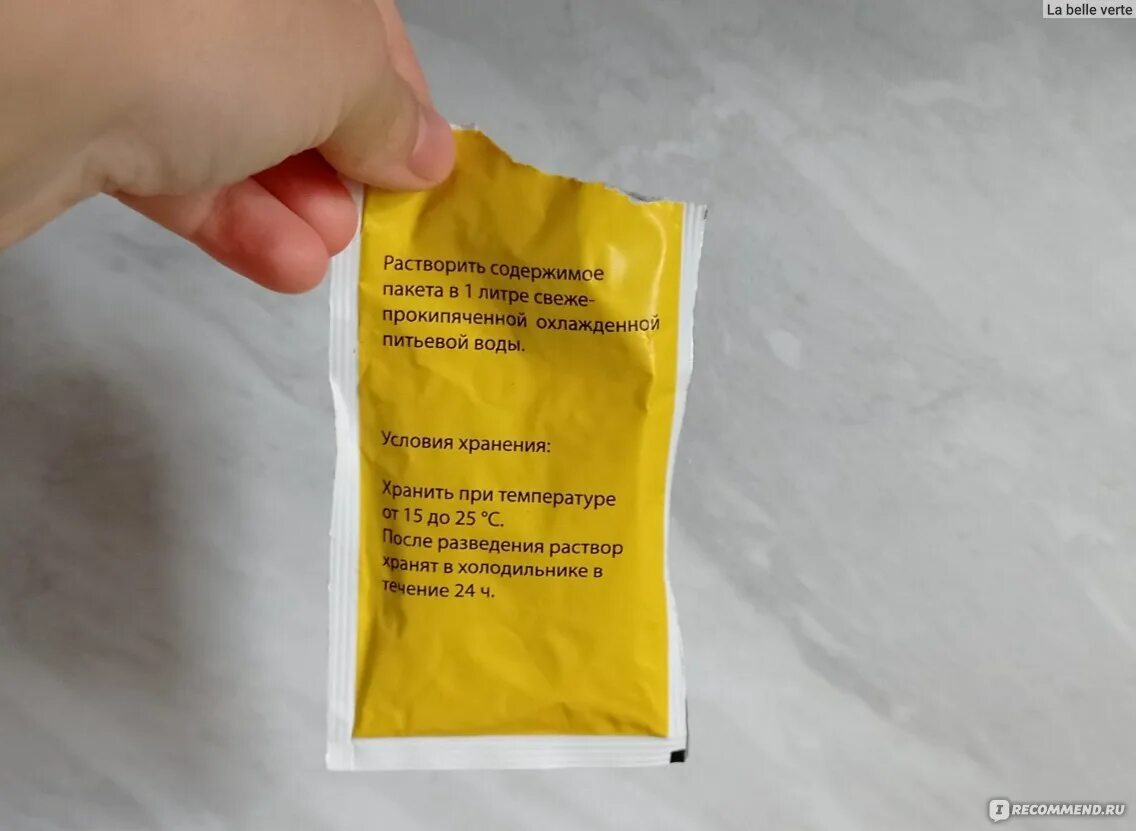 La belle verte
Растворить содержимое
пакета в 1 литре свеже-
прокипяченной охлажденной
питьевой воды.
Условия хранения:
Хранить при температуре
от 15 до 25 °С.
После разведения раствор
хранят в холодильнике в
течение 24 ч.
IRECOMMEND.RU